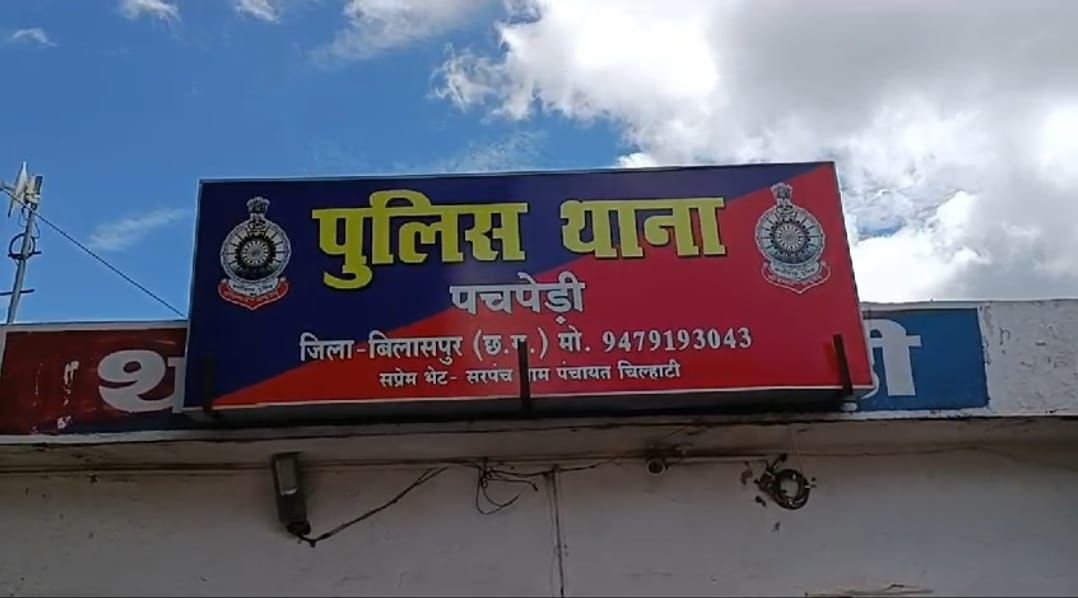 पुलिस थाना
पचपेड़ी
जिला-बिलासपुर (छ.ग.) मो. 9479193043
सप्रेम भेट- सरपंच ग्राम पंचायत चिल्हाटी